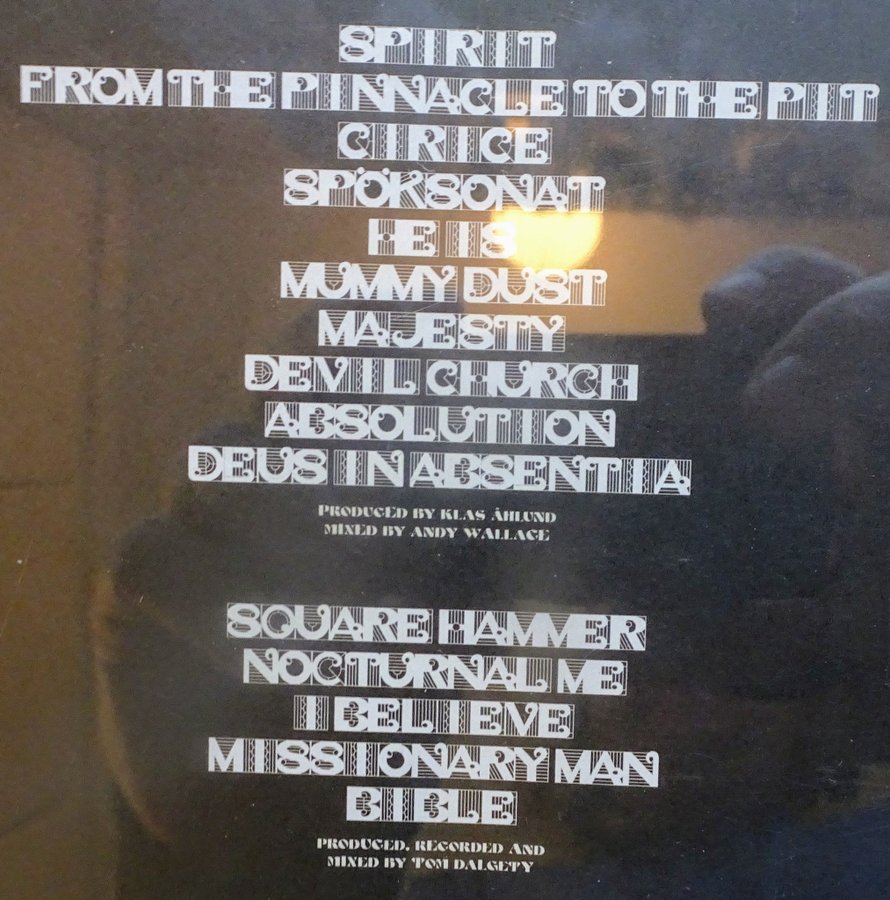 SPIRIT
FROM THE PINNACLE TO THE PIT
CIRICE
SPÖKSONAT
HE IS
MUMMY DUST
MAJESTY
DEVIL CHURCH
ABSOLUTION
DEUS IN ABSENTIA
PRODUCED BY KLAS ÅHLUND
MIXED BY ANDY WALLACE
SQUARE HAMMER
NOCTURNAL ME
I BELIEVE
MISSIONARY MAN
BIBLE
PRODUCED, RECORDED AND
MIXED BY TOM DALGETY